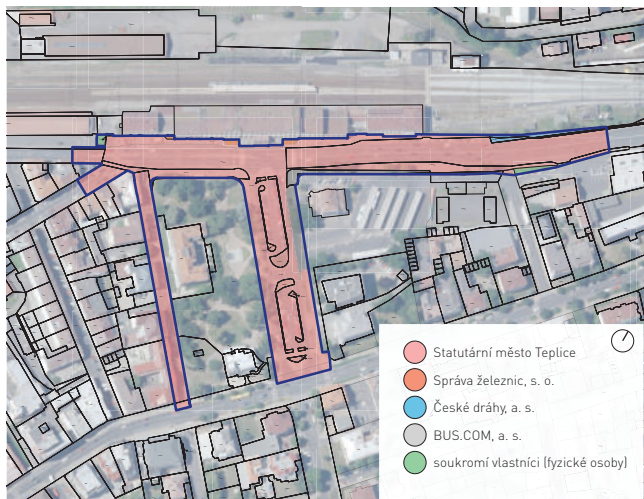 Statutární město Teplice
Správa železnic, s. o.
České dráhy, a. s.
BUS.COM, a. s.
soukromí vlastníci (fyzické osoby)